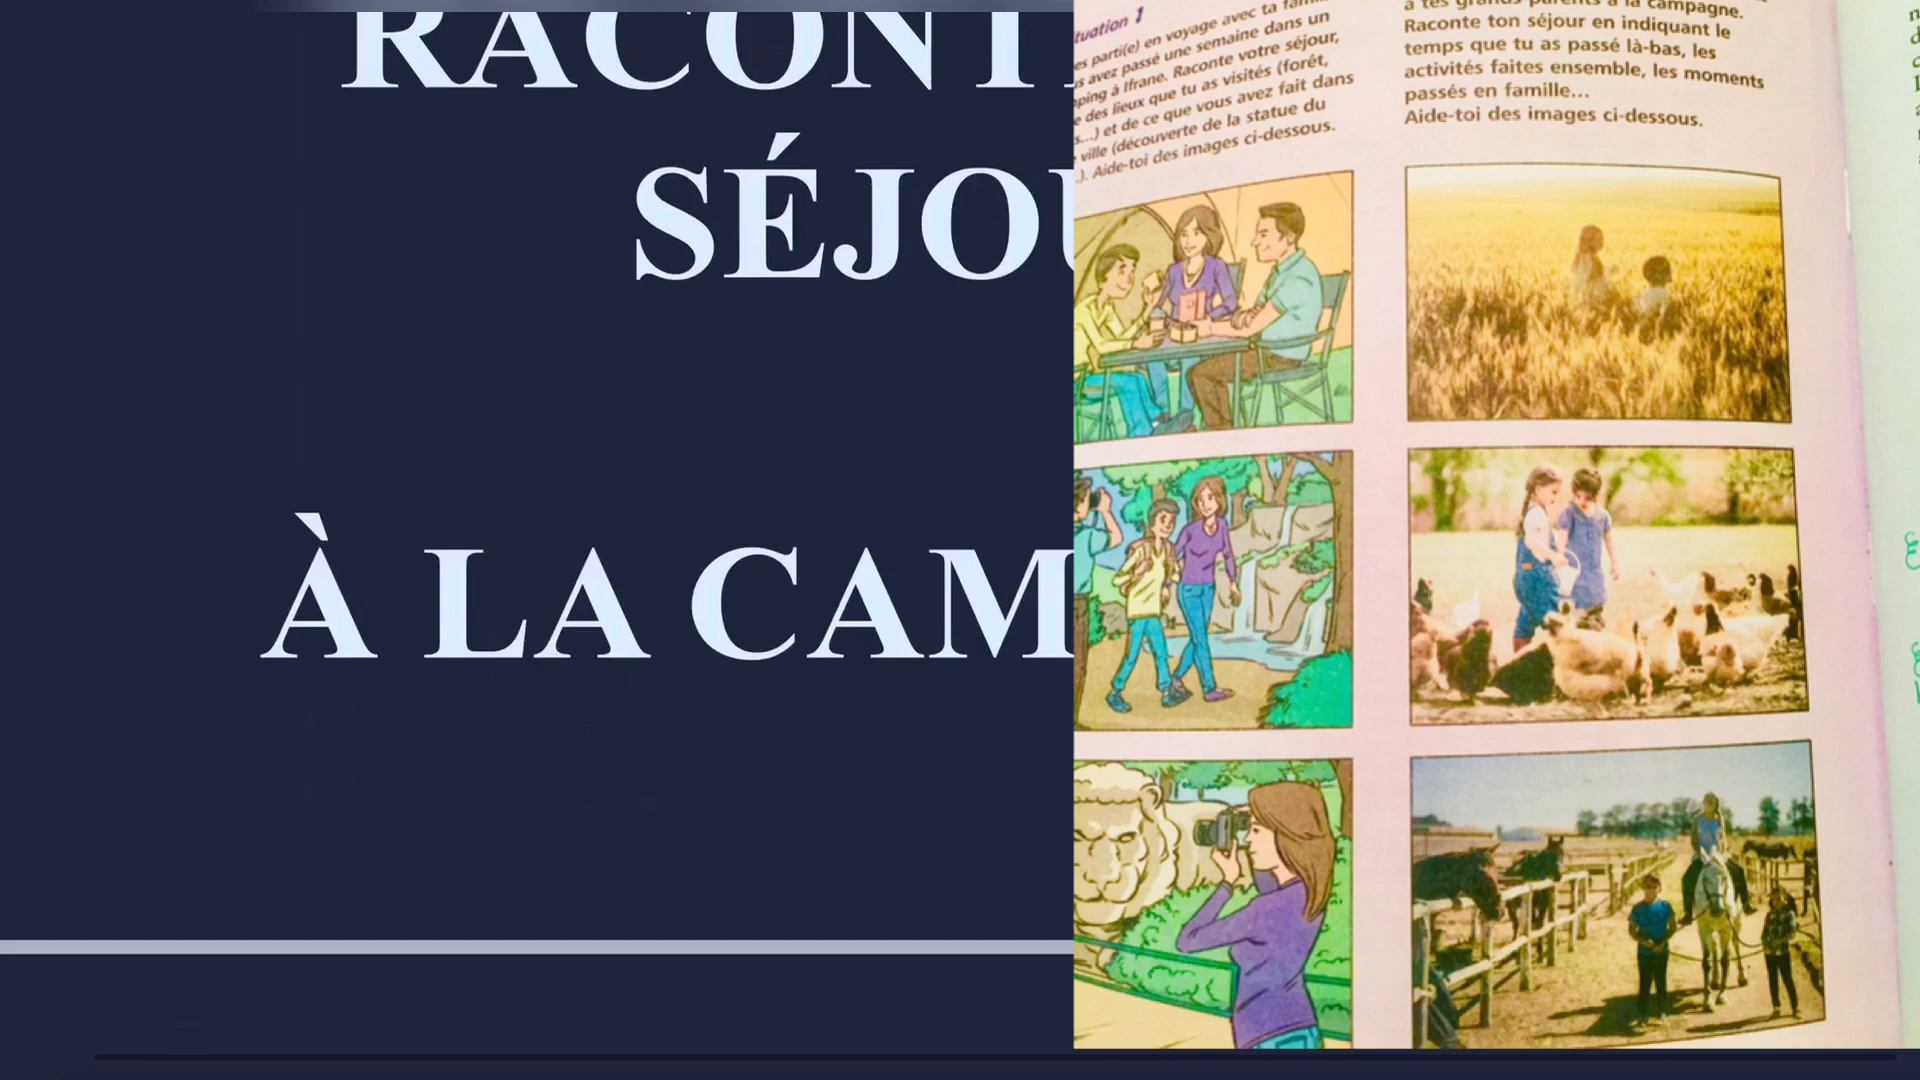 SÉJOU
À LA CAM
tuation 1
es parti(e) en voyage avec ta
s avez passé une semaine dans un
ping à Ifrane. Raconte votre séjour,
e des lieux que tu as visités (forêt,
s...) et de ce que vous avez fait dans
ville (découverte de la statue du
.). Aide-toi des images ci-dessous.
à tes grands-parents à la campagne.
Raconte ton séjour en indiquant le
temps que tu as passé là-bas, les
activités faites ensemble, les moments
passés en famille...
Aide-toi des images ci-dessous.